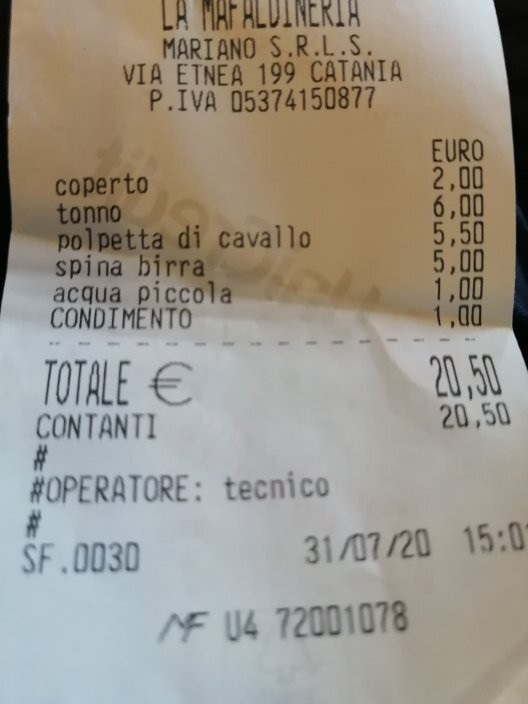 LA MAFALDINERIA
MARIANO S.R.L.S.
VIA ETNEA 199 CATANIA
P.IVA 05374150877
EURO
coperto 2,00
tonno 6,00
polpetta di cavallo 5,50
spina birra 5,00
acqua piccola 1,00
CONDIMENTO 1,00
TOTALE € 20,50
CONTANTI 20,50
#
#OPERATORE: tecnico
#
SF.0030 31/07/20 15:01
MF U4 72001078